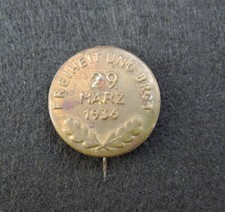 FREIHEIT UND BROT
29
MÄRZ
1936